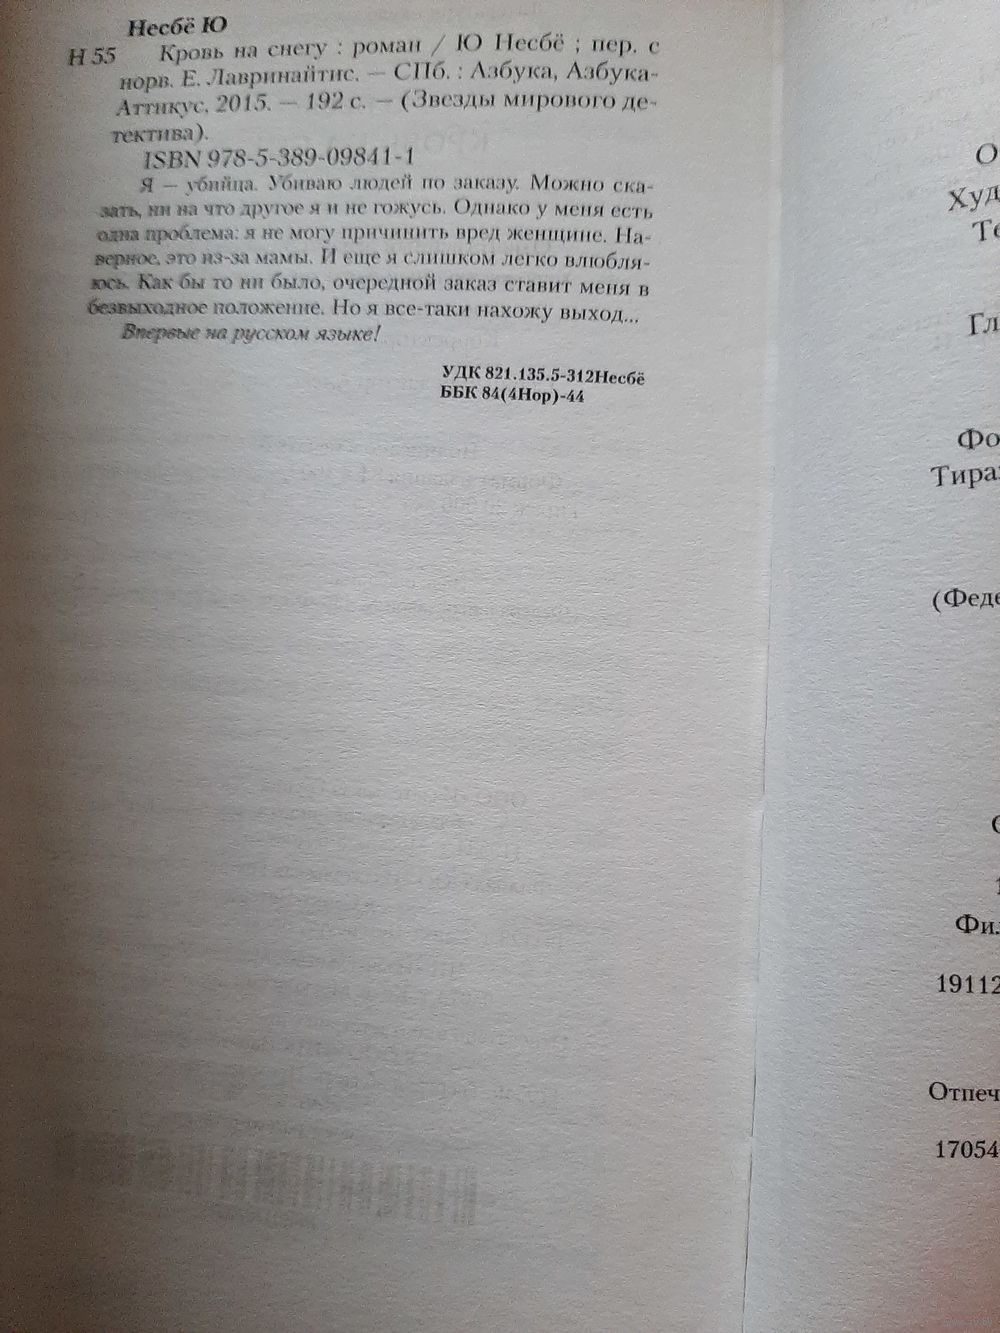 Несбё Ю
Н 55 Кровь на снегу : роман / Ю Несбё ; пер. с
норв. Е. Лавринайтис. — СПб. : Азбука, Азбука-
Аттикус, 2015. — 192 с. — (Звезды мирового де-
тектива).
ISBN 978-5-389-09841-1
Я — убийца. Убиваю людей по заказу. Можно ска-
зать, ни на что другое я и не гожусь. Однако у меня есть
одна проблема: я не могу причинить вред женщине. На-
верное, это из-за мамы. И еще я слишком легко влюбля-
юсь. Как бы то ни было, очередной заказ ставит меня в
безвыходное положение. Но я все-таки нахожу выход...
Впервые на русском языке!
УДК 821.135.5-312Несбё
ББК 84(4Нор)-44
О
Худ
Те
Гл
Фо
Тира
(Феде
Фил
19112
Отпеч
17054